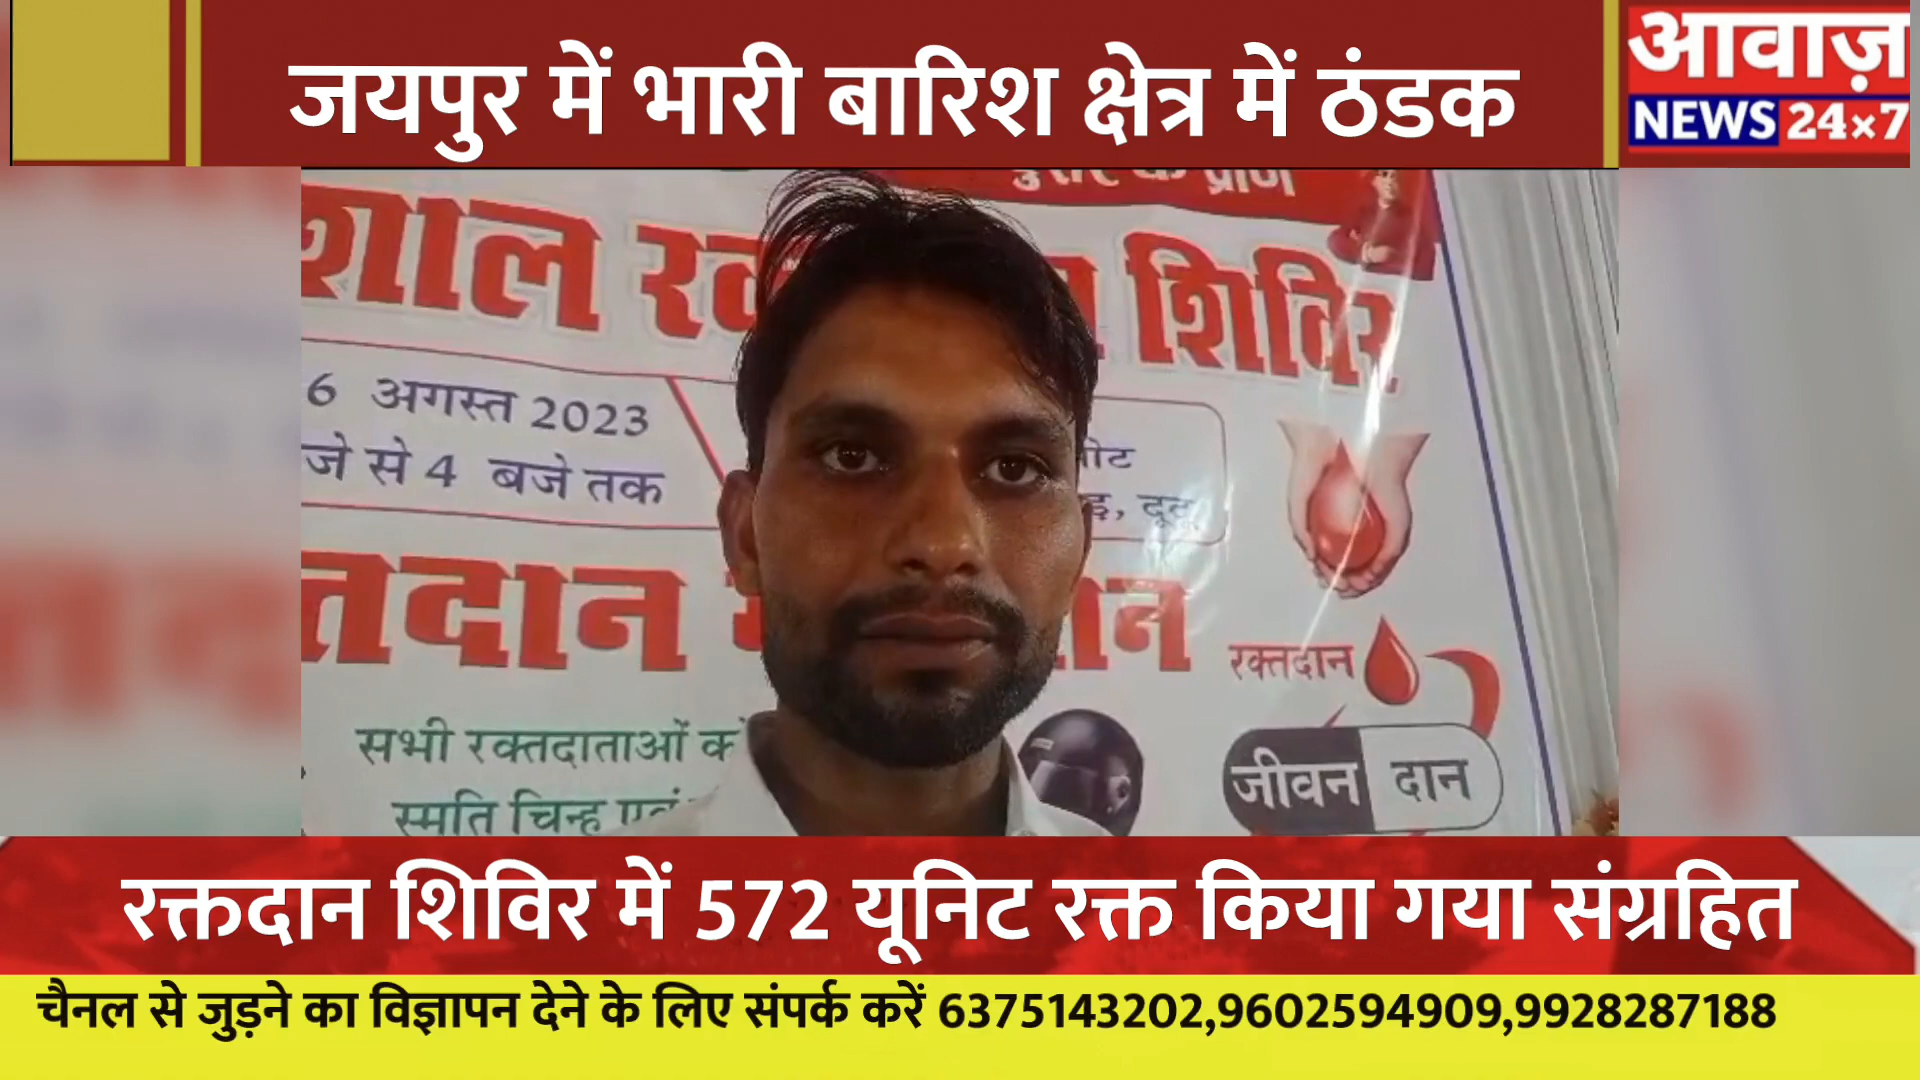 जयपुर में भारी बारिश क्षेत्र में ठंडक
आवाज़
NEWS 24×7
शाल शिविर
6 अगस्त 2023
जे से 4 बजे तक
दूदू
तदान
रक्तदान
जीवन दान
सभी रक्तदाताओं
रक्तदान शिविर में 572 यूनिट रक्त किया गया संग्रहित
चैनल से जुड़ने का विज्ञापन देने के लिए संपर्क करें 6375143202,9602594909,9928287188